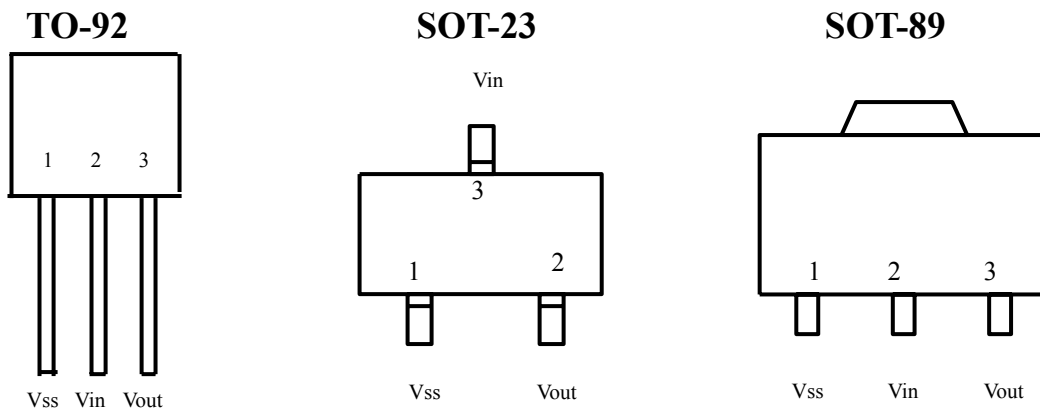 TO-92
1 2 3
Vss Vin Vout
SOT-23
Vin
3
1 2
Vss Vout
SOT-89
1 2 3
Vss Vin Vout